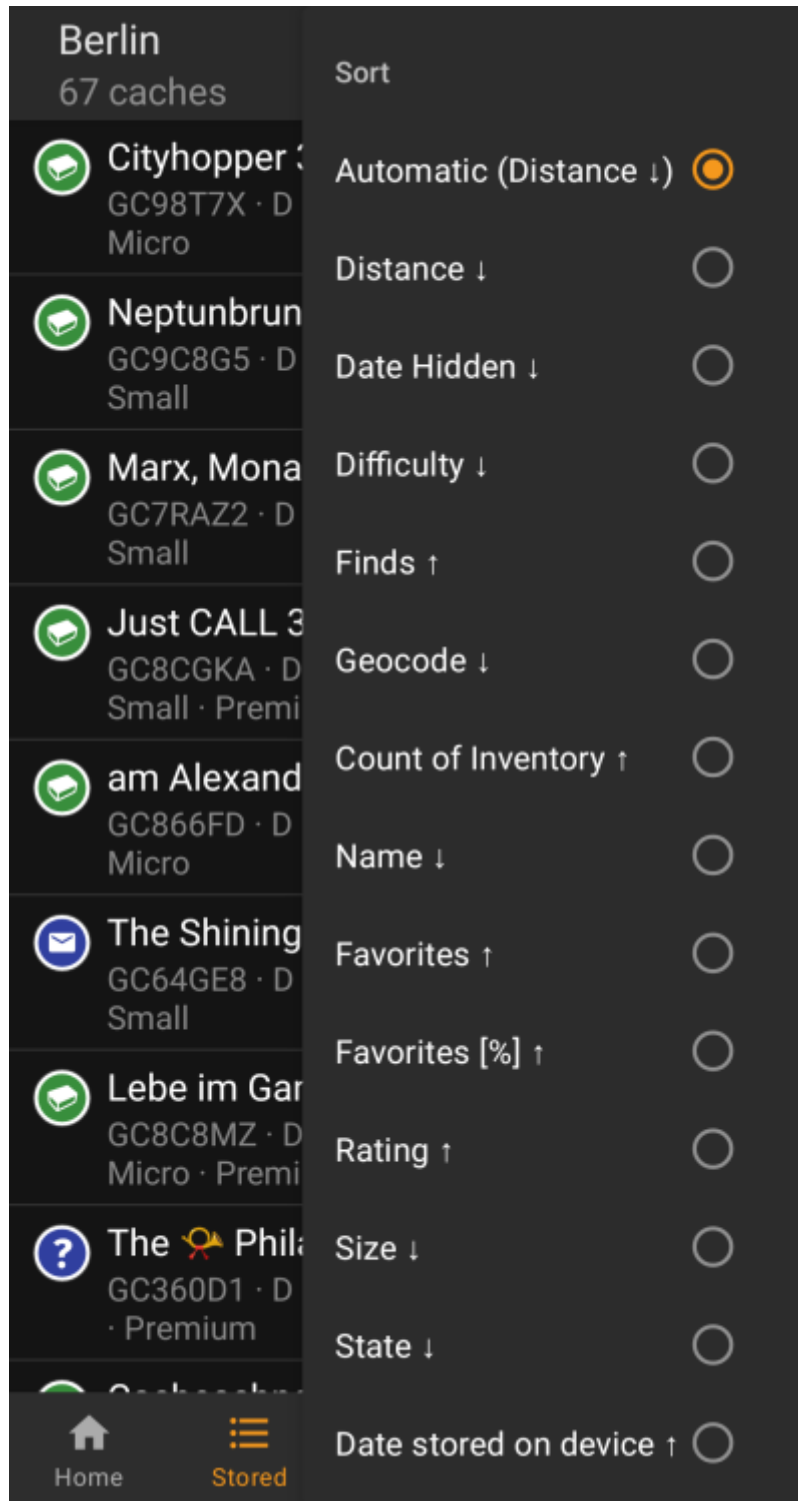 Berlin
67 caches
Cityhopper
GC98T7X · D
Micro
Neptunbrun
GC9C8G5 · D
Small
Marx, Mona
GC7RAZ2 · D
Small
Just CALL 3
GC8CGKA · D
Small · Premi
am Alexand
GC866FD · D
Micro
The Shining
GC64GE8 · D
Small
Lebe im Gar
GC8C8MZ · D
Micro · Premi
The 📯 Phila
GC360D1 · D
· Premium
Home
Stored
Sort
Automatic (Distance ↓)
Distance ↓
Date Hidden ↓
Difficulty ↓
Finds ↑
Geocode ↓
Count of Inventory ↑
Name ↓
Favorites ↑
Favorites [%] ↑
Rating ↑
Size ↓
State ↓
Date stored on device ↑